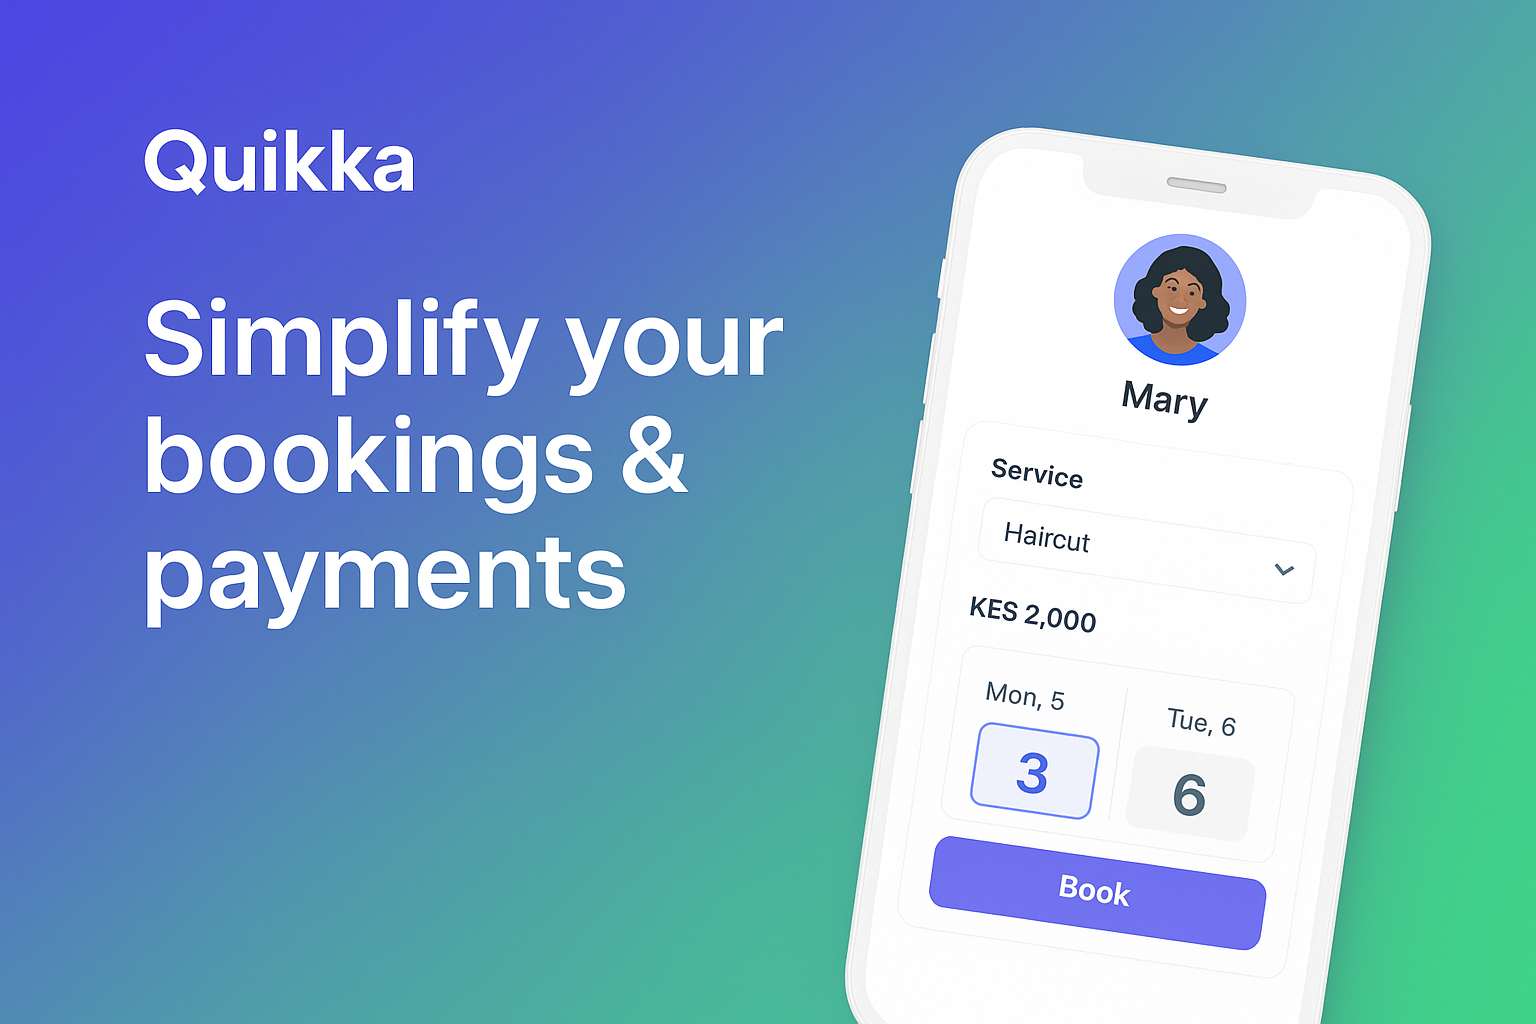 Quikka
Simplify your
bookings &
payments
Mary
Service
Haircut
KES 2,000
Mon, 5
Tue, 6
3
6
Book